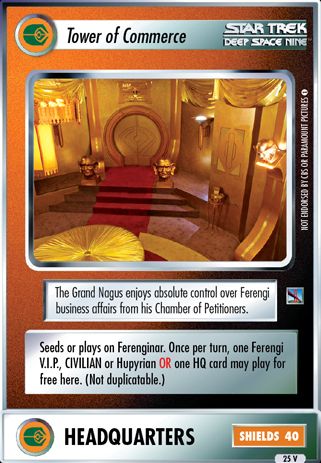 Tower of Commerce
STAR TREK
DEEP SPACE NINE
NOT ENDORSED BY CBS OR PARAMOUNT PICTURES
The Grand Nagus enjoys absolute control over Ferengi
business affairs from his Chamber of Petitioners.
Seeds or plays on Ferenginar. Once per turn, one Ferengi
V.I.P., CIVILIAN or Hupyrian OR one HQ card may play for
free here. (Not duplicatable.)
HEADQUARTERS
SHIELDS 40
25 V